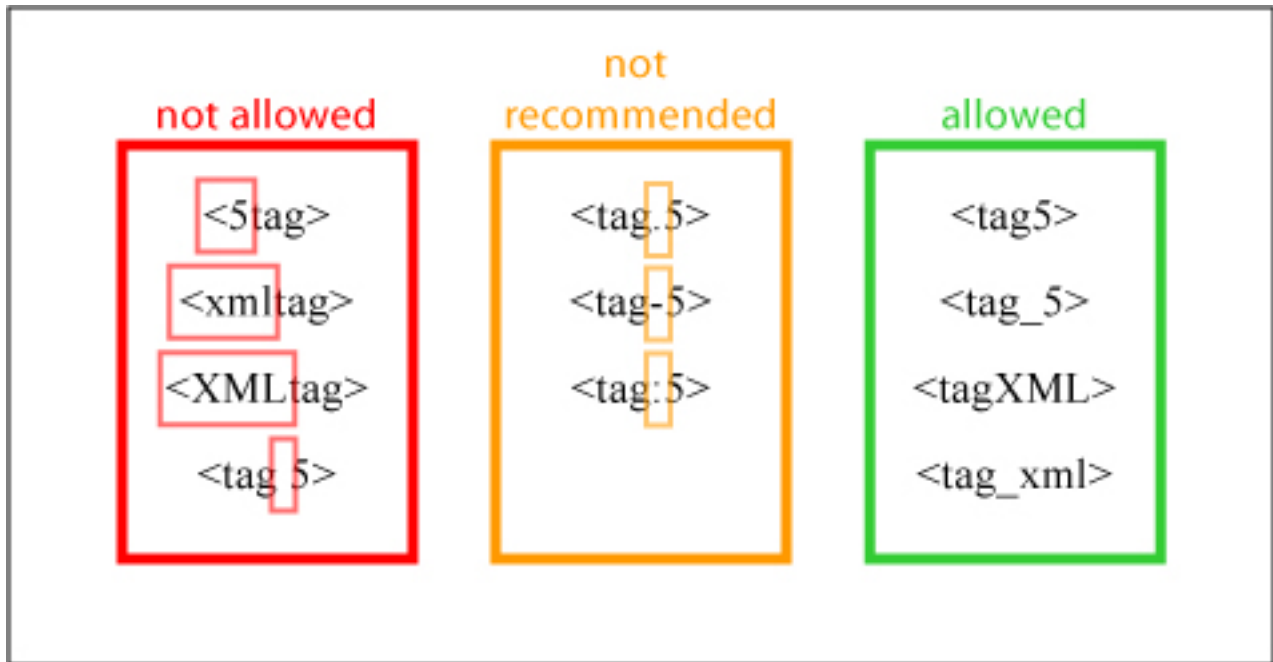 not allowed
<5tag>
<xmltag>
<XMLtag>
<tag 5>
not
recommended
<tag.5>
<tag-5>
<tag:5>
allowed
<tag5>
<tag_5>
<tagXML>
<tag_xml>